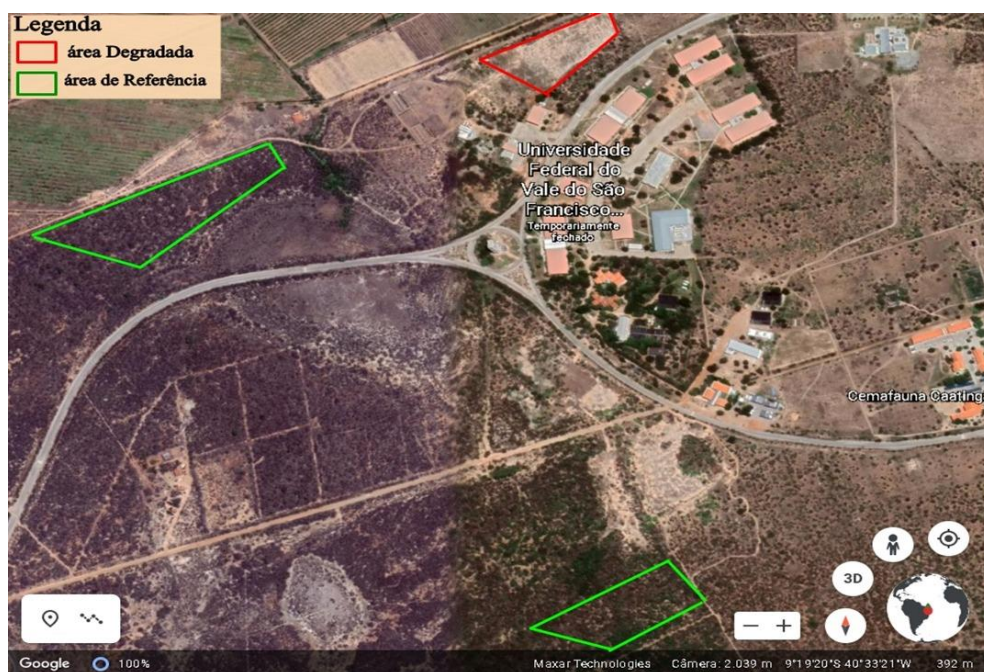 Legenda
área Degradada
área de Referência
Universidade
Federal do
Vale do São
Francisco...
Temporariamente
fechado
Cemafauna Caating
3D
Google
100%
Maxar Technologies
Câmera: 2.039 m
9°19'20"S 40°33'21"W
392 m